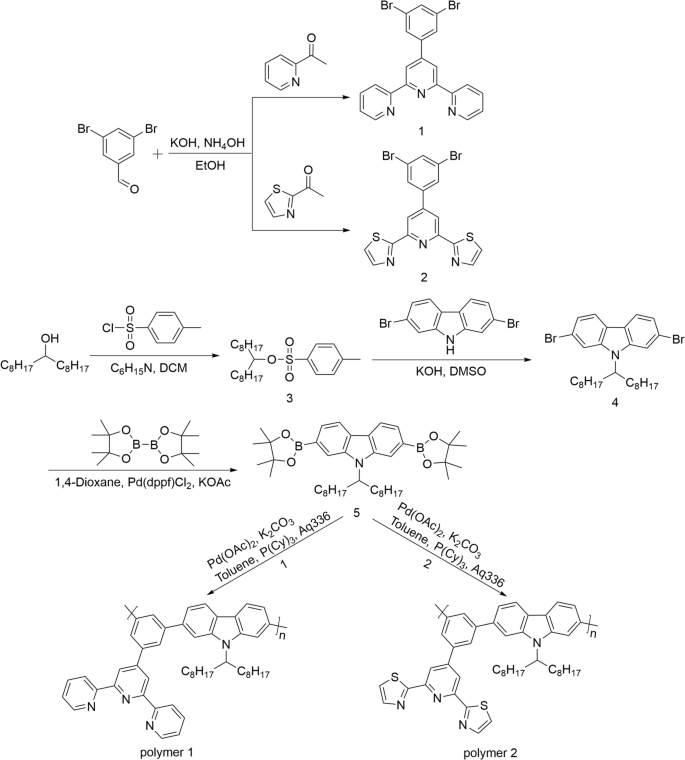 Br Br
O
N
N N N
1
Br Br
O
KOH, NH₄OH
EtOH
S O
N
Br Br
S N S
N N
2
OH
C₈H₁₇ C₈H₁₇
O
Cl S
O
C₆H₁₅N, DCM
C₈H₁₇ O
O S
C₈H₁₇ O
3
Br N Br
H
KOH, DMSO
Br N Br
C₈H₁₇ C₈H₁₇
4
O O
B B
O O
1,4-Dioxane, Pd(dppf)Cl₂, KOAc
O B B O
O O
N
C₈H₁₇ C₈H₁₇
5
Pd(OAc)₂, K₂CO₃
Toluene, P(Cy)₃, Aq336
1
Pd(OAc)₂, K₂CO₃
Toluene, P(Cy)₃, Aq336
2
n
N
C₈H₁₇ C₈H₁₇
N N N
polymer 1
n
N
C₈H₁₇ C₈H₁₇
S N S
N N
polymer 2